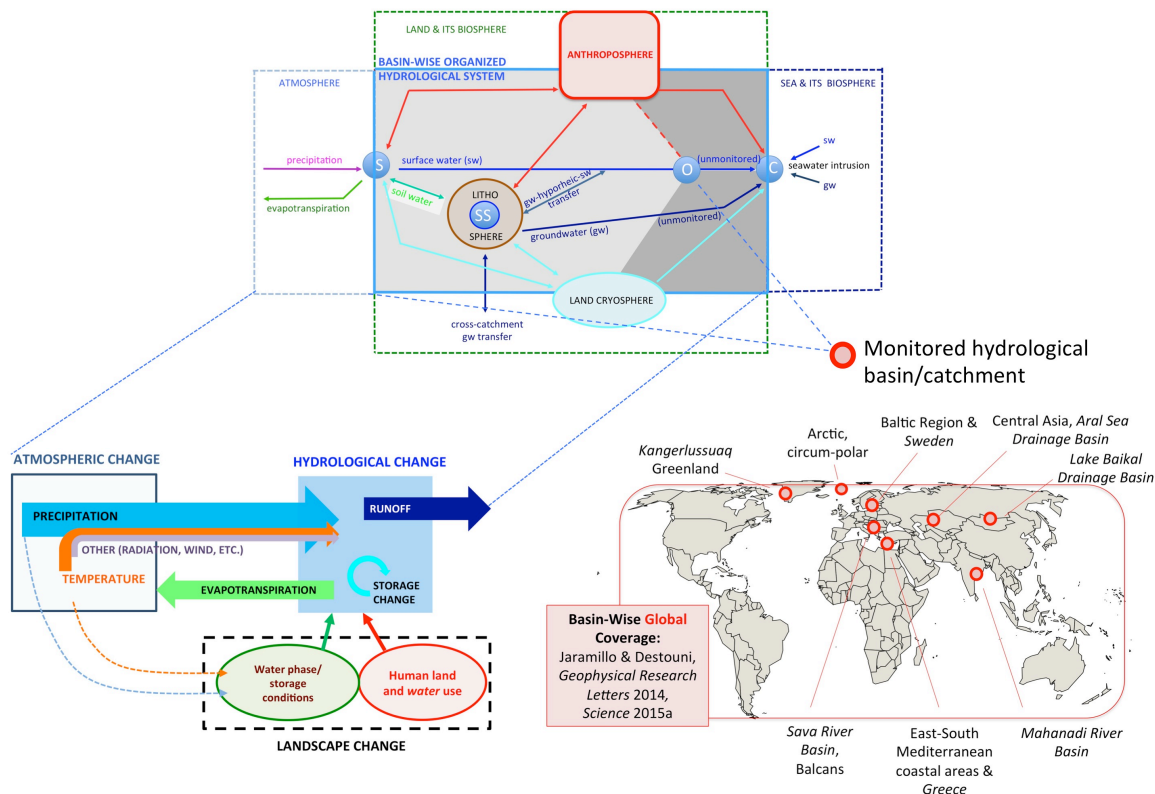 LAND & ITS BIOSPHERE
ANTHROPOSPHERE
BASIN-WISE ORGANIZED
HYDROLOGICAL SYSTEM
ATMOSPHERE
SEA & ITS BIOSPHERE
precipitation
evapotranspiration
S
surface water (sw)
soil water
LITHO
SS
SPHERE
gw-hyporheic-sw
transfer
O
(unmonitored)
C
sw
seawater intrusion
gw
groundwater (gw)
(unmonitored)
LAND CRYOSPHERE
cross-catchment
gw transfer
Monitored hydrological
basin/catchment
ATMOSPHERIC CHANGE
HYDROLOGICAL CHANGE
PRECIPITATION
RUNOFF
OTHER (RADIATION, WIND, ETC.)
TEMPERATURE
EVAPOTRANSPIRATION
STORAGE
CHANGE
Water phase/
storage
conditions
Human land
and water use
LANDSCAPE CHANGE
Kangerlussuaq
Greenland
Arctic,
circum-polar
Baltic Region &
Sweden
Central Asia, Aral Sea
Drainage Basin
Lake Baikal
Drainage Basin
Basin-Wise Global
Coverage:
Jaramillo & Destouni,
Geophysical Research
Letters 2014,
Science 2015a
Sava River
Basin,
Balcans
East-South
Mediterranean
coastal areas &
Greece
Mahanadi River
Basin